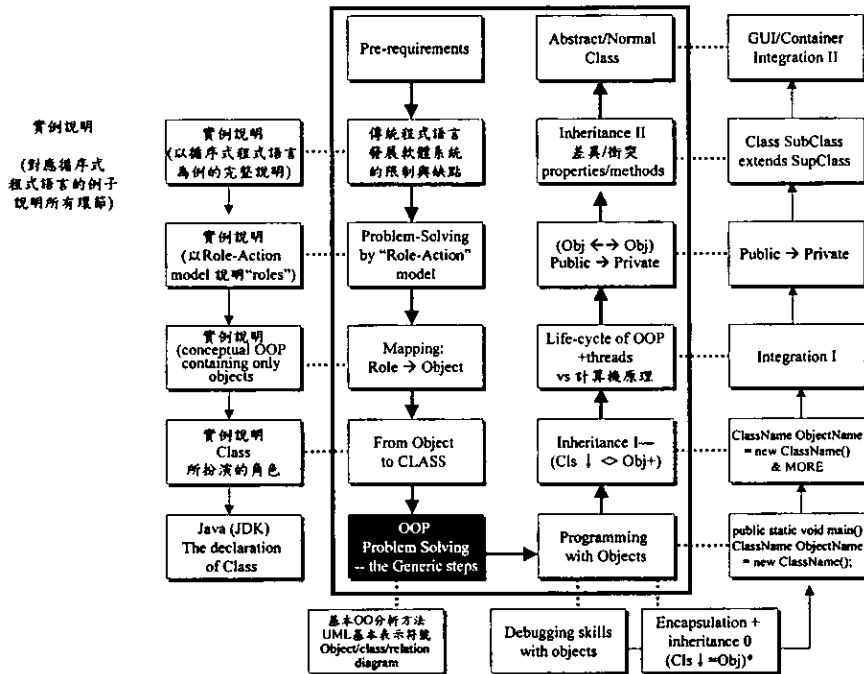 實例說明
(對應循序式
程式語言的例子
說明所有環節)
實例說明
(以循序式程式語言
為例的完整說明)
實例說明
(以Role-Action
model 說明“roles”)
實例說明
(conceptual OOP
containing only
objects)
實例說明
Class
所扮演的角色
Java (JDK)
The declaration
of Class
Pre-requirements
傳統程式語言
發展軟體系統
的限制與缺點
Problem-Solving
by “Role-Action”
model
Mapping:
Role → Object
From Object
to CLASS
OOP
Problem Solving
-- the Generic steps
基本OO分析方法
UML基本表示符號
Object/class/relation
diagram
Abstract/Normal
Class
Inheritance II
差異/衝突
properties/methods
(Obj ←→ Obj)
Public → Private
Life-cycle of OOP
+threads
vs 計算機原理
Inheritance I---
(Cls ↓ <> Obj+)
Programming
with Objects
Debugging skills
with objects
GUI/Container
Integration II
Class SubClass
extends SupClass
Public → Private
Integration I
ClassName ObjectName
= new ClassName()
& MORE
public static void main()
ClassName ObjectName
= new ClassName();
Encapsulation +
inheritance 0
(Cls ↓ =Obj)*